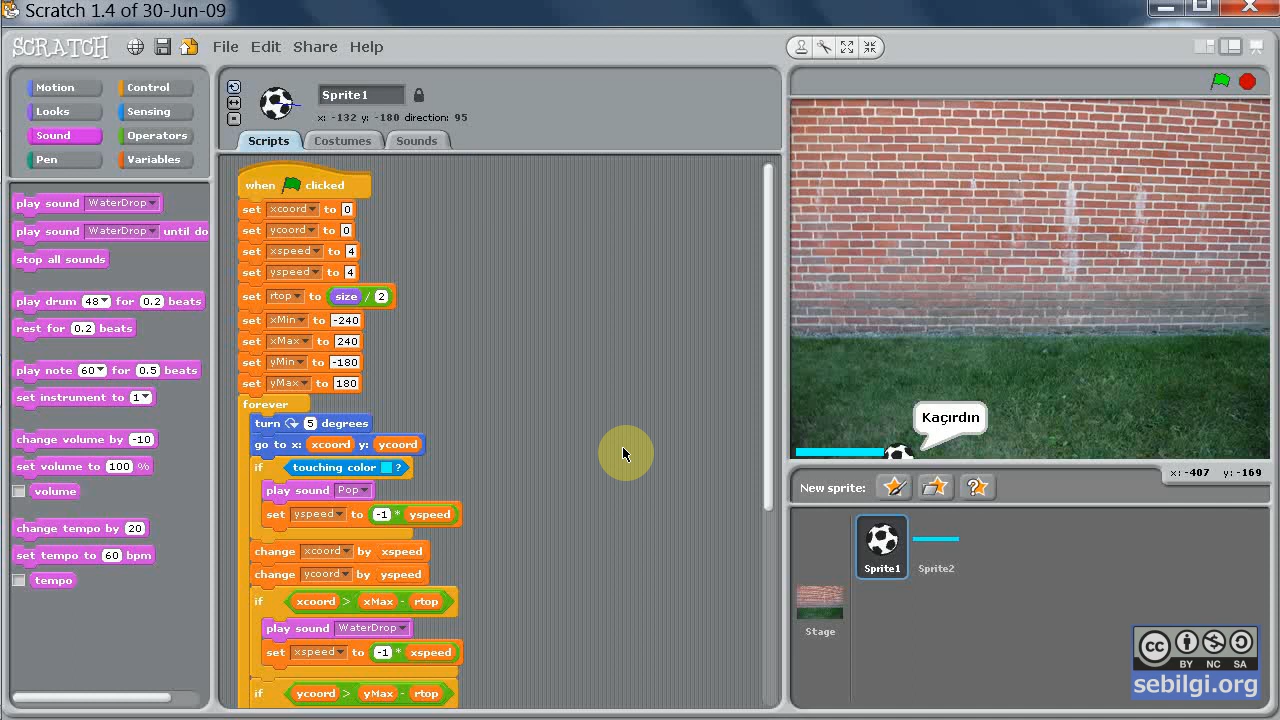 Scratch 1.4 of 30-Jun-09
SCRATCH
File Edit Share Help
Motion Control
Looks Sensing
Sound Operators
Pen Variables
play sound WaterDrop
play sound WaterDrop until do
stop all sounds
play drum 48 for 0.2 beats
rest for 0.2 beats
play note 60 for 0.5 beats
set instrument to 1
change volume by -10
set volume to 100 %
volume
change tempo by 20
set tempo to 60 bpm
tempo
Sprite1
x: -132 y: -180 direction: 95
Scripts Costumes Sounds
when clicked
set xcoord to 0
set ycoord to 0
set xspeed to 4
set yspeed to 4
set rtop to size / 2
set xMin to -240
set xMax to 240
set yMin to -180
set yMax to 180
forever
turn 5 degrees
go to x: xcoord y: ycoord
if touching color ?
play sound Pop
set yspeed to -1 * yspeed
change xcoord by xspeed
change ycoord by yspeed
if xcoord > xMax - rtop
play sound WaterDrop
set xspeed to -1 * xspeed
if ycoord > yMax - rtop
Kaçırdın
x: -407 y: -169
New sprite:
Sprite1 Sprite2
Stage
cc BY NC SA
sebilgi.org